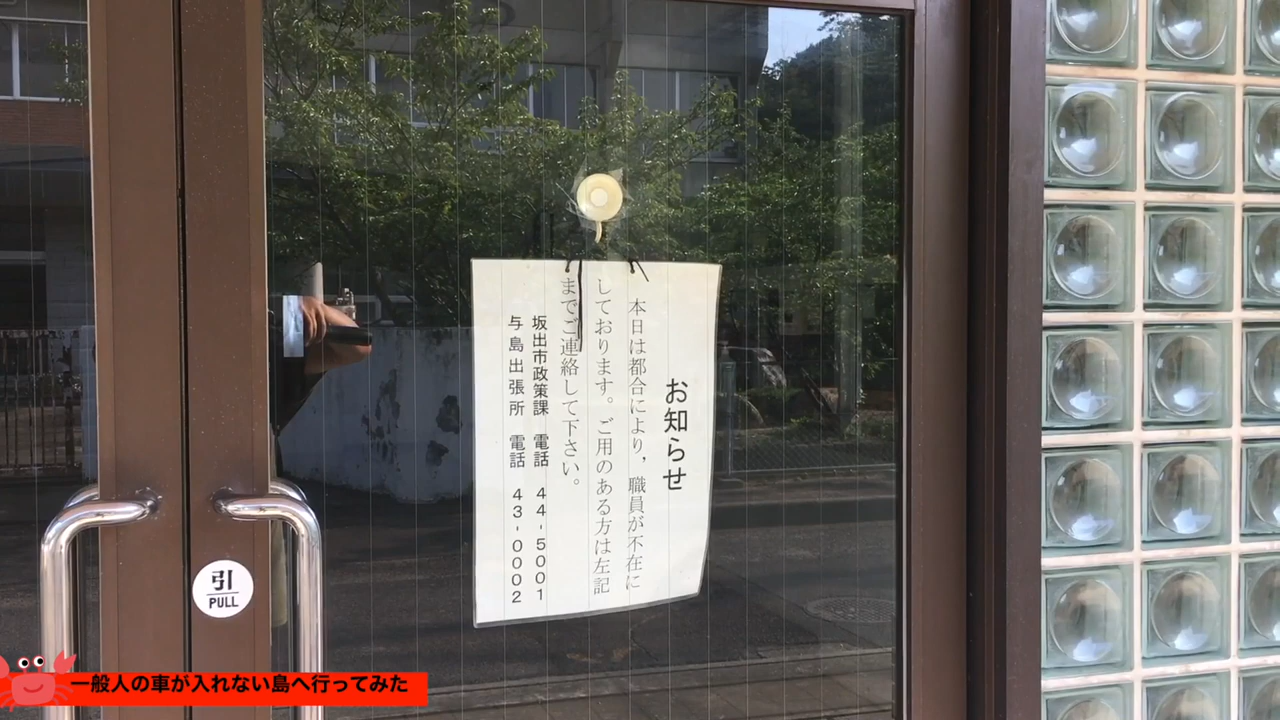 お知らせ
本日は都合により，職員が不在に
しております。ご用のある方は左記
までご連絡して下さい。
坂出市政策課　電話　44-5001
与島出張所　電話　43-0002
引
PULL
一般人の車が入れない島へ行ってみた